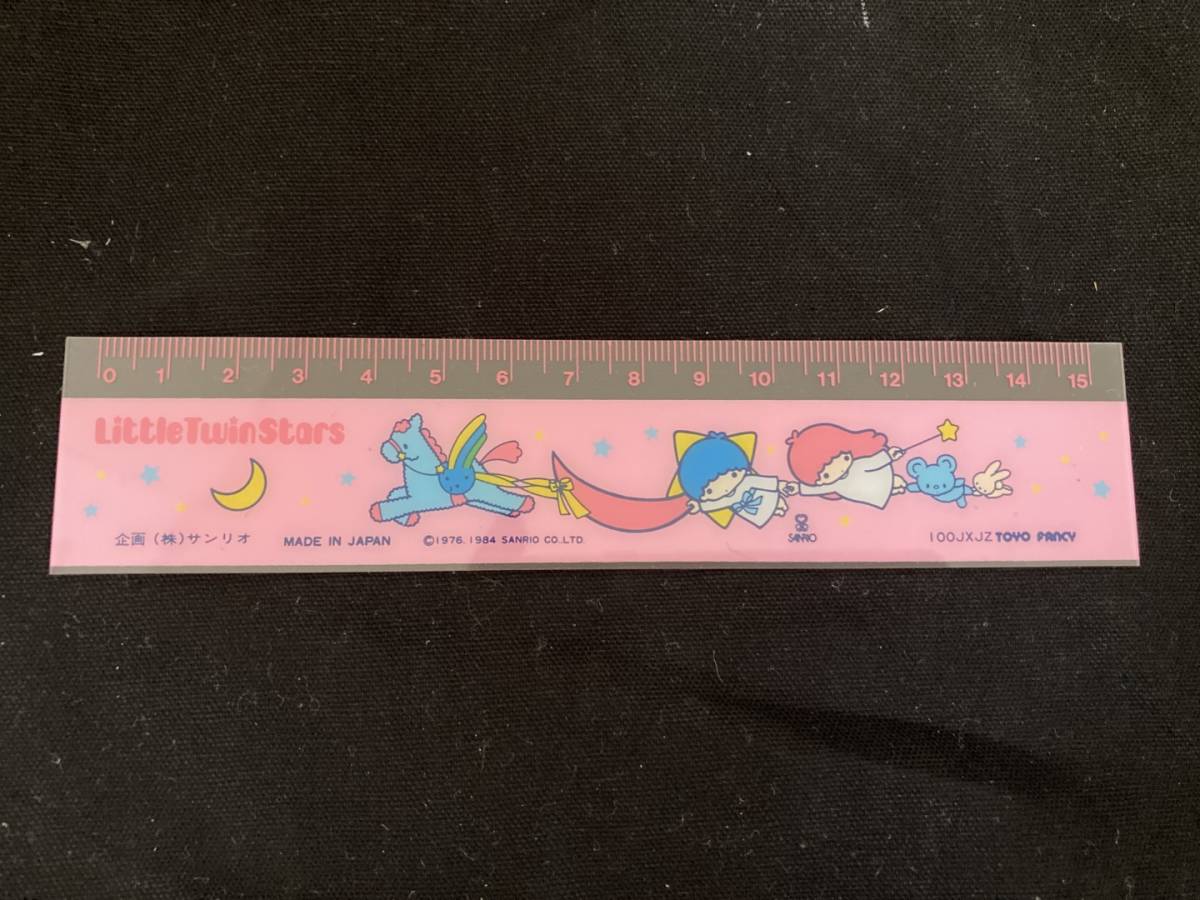 0 1 2 3 4 5 6 7 8 9 10 11 12 13 14 15
LittleTwinStars
SANRIO
企画(株)サンリオ MADE IN JAPAN ©1976. 1984 SANRIO CO.,LTD. 100JXJZ TOYO FANCY